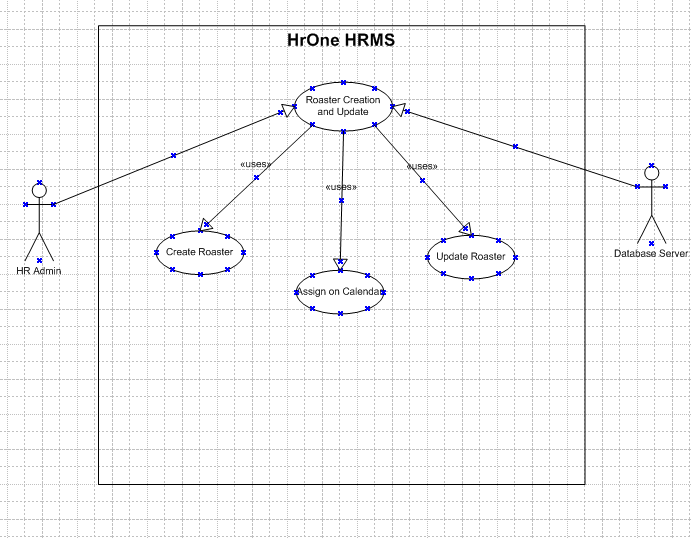 HrOne HRMS
Roaster Creation
and Update
«uses»
«uses»
«uses»
Create Roaster
Assign on Calendar
Update Roaster
HR Admin
Database Server